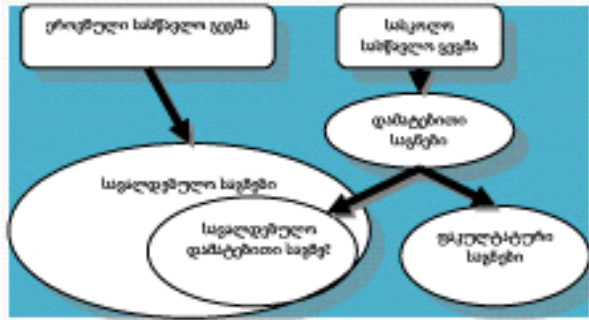 ეროვნული სასწავლო გეგმა
სასკოლო
სასწავლო გეგმა
დამატებითი
საგნები
სავალდებულო საგნები
სავალდებულო
დამატებითი
ფაკულტატური
საგნები